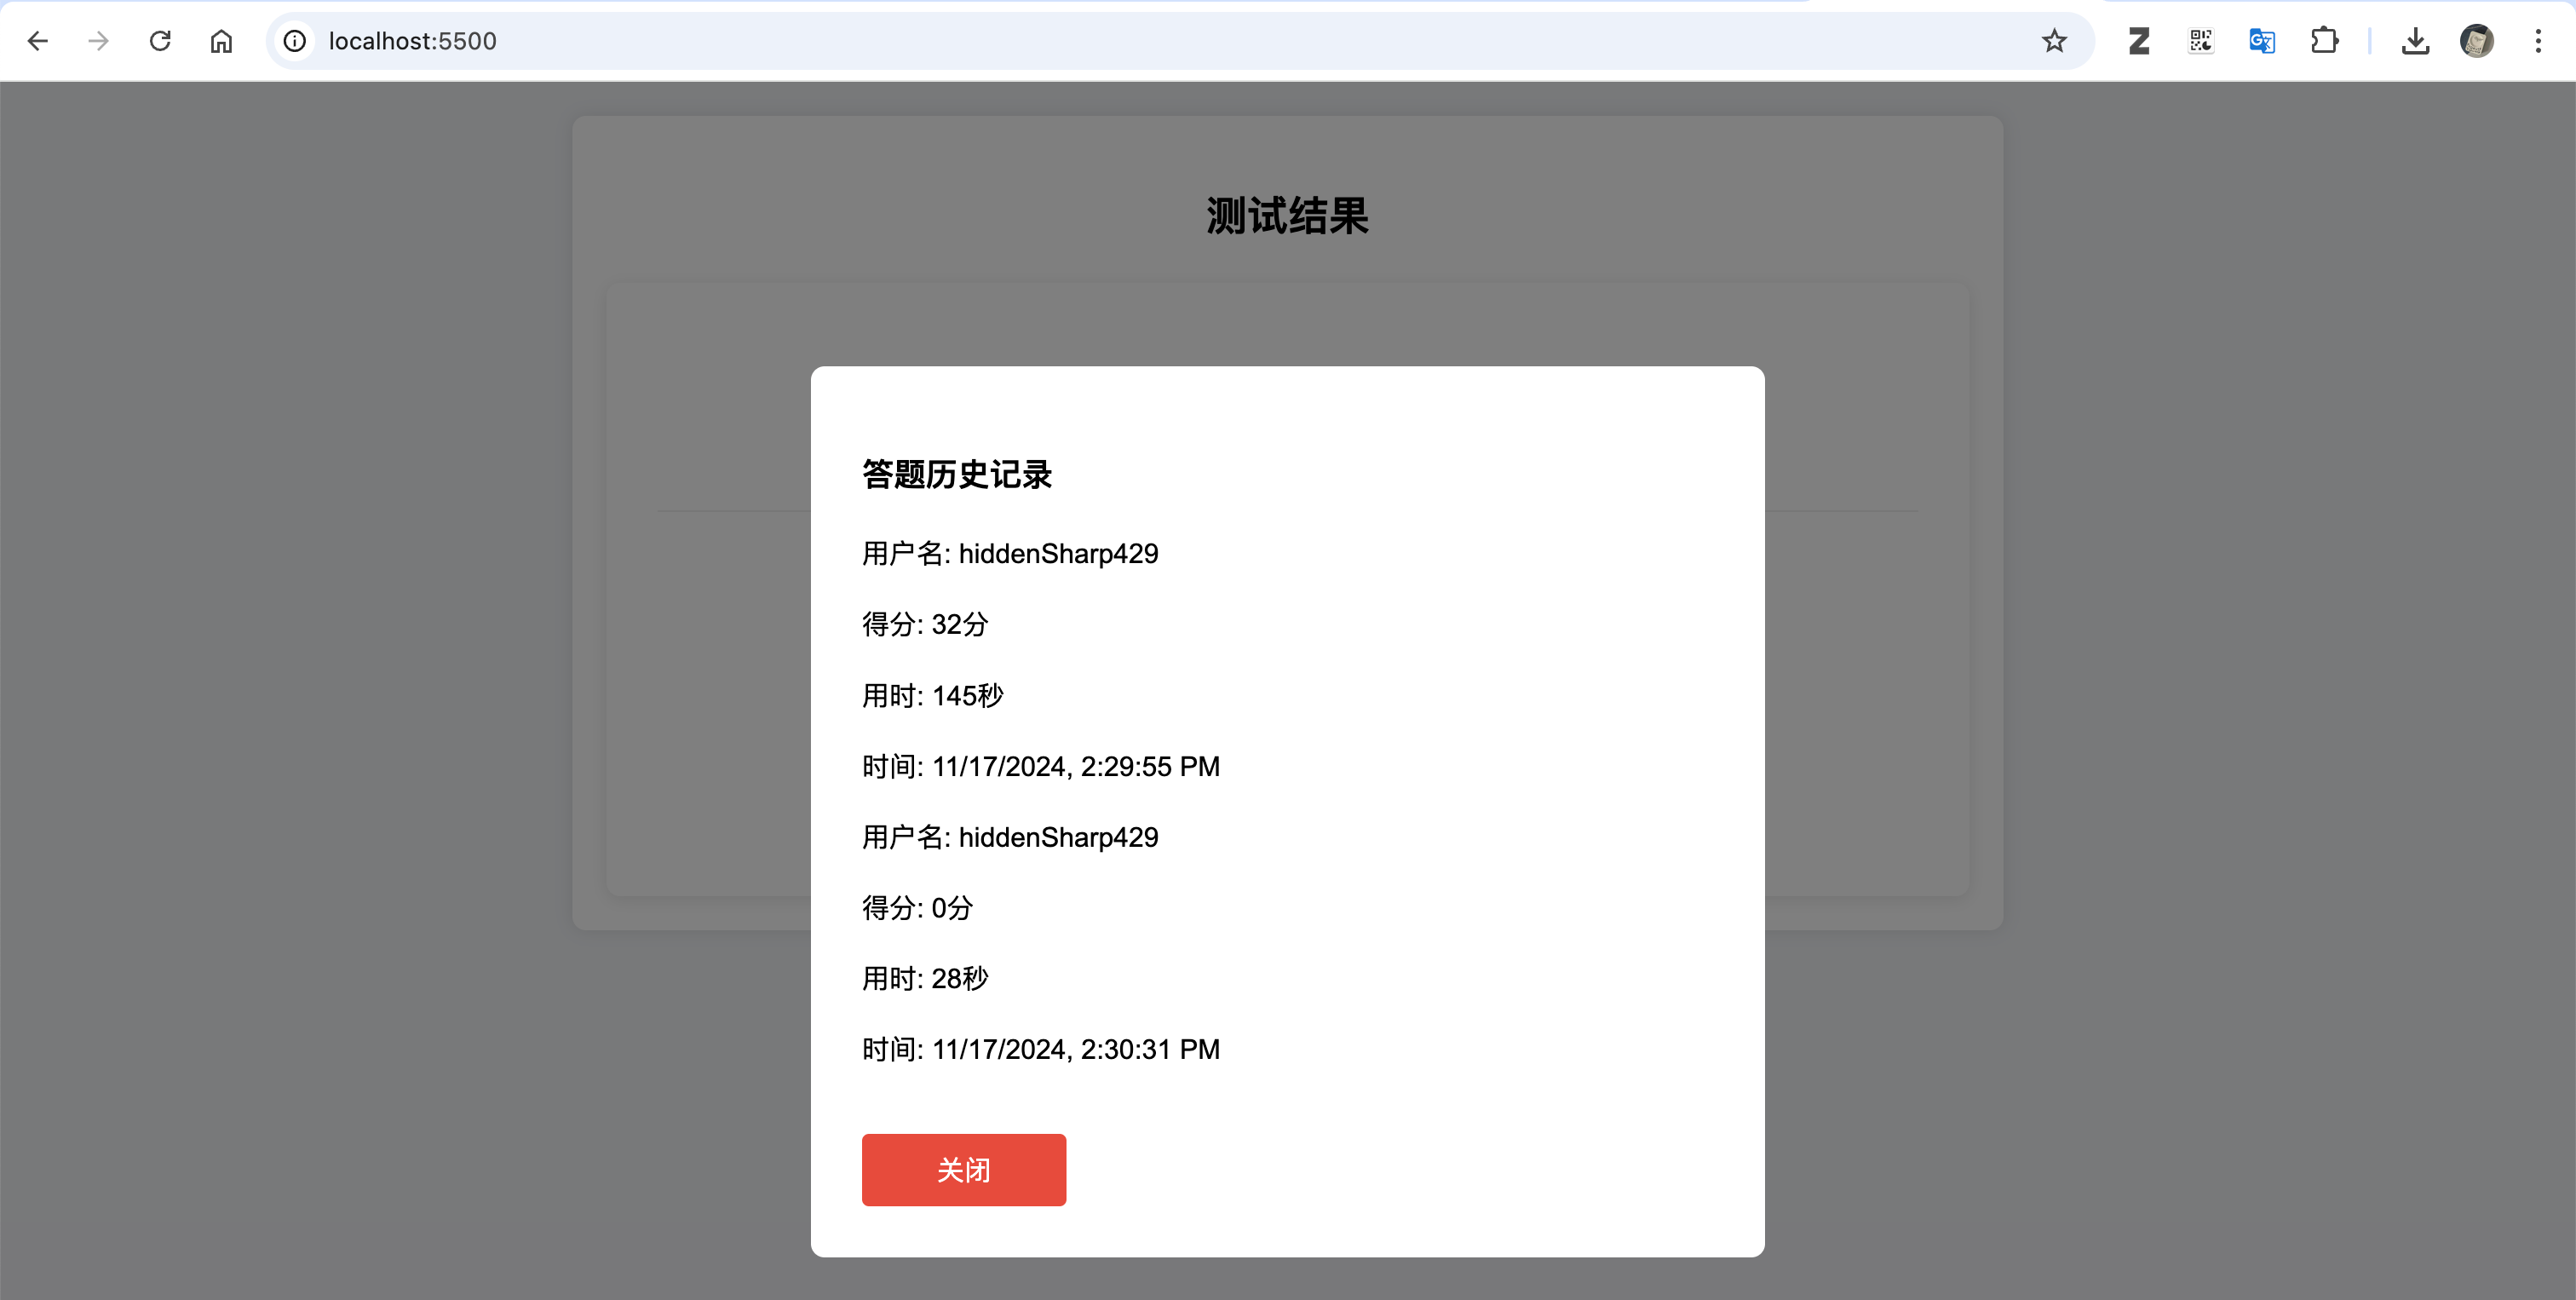 localhost:5500
测试结果
答题历史记录
用户名: hiddenSharp429
得分: 32分
用时: 145秒
时间: 11/17/2024, 2:29:55 PM
用户名: hiddenSharp429
得分: 0分
用时: 28秒
时间: 11/17/2024, 2:30:31 PM
关闭